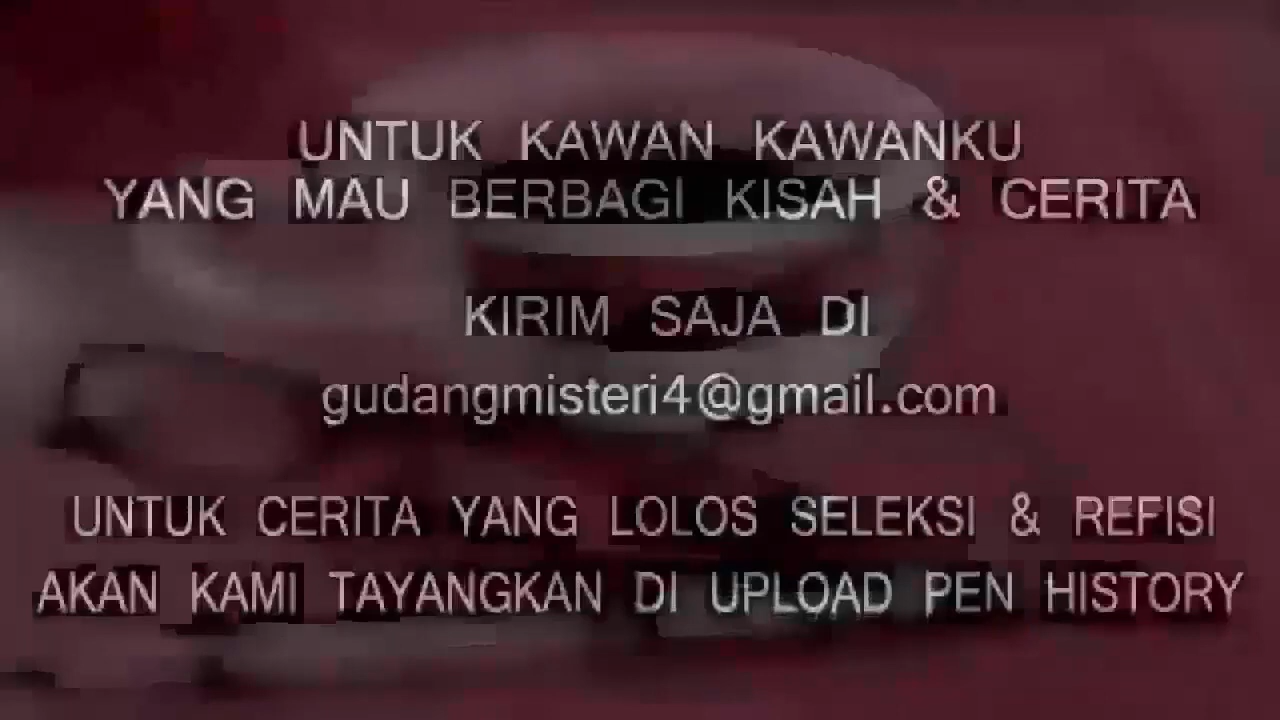 UNTUK KAWAN KAWANKU
YANG MAU BERBAGI KISAH & CERITA
KIRIM SAJA DI
gudangmisteri4@gmail.com
UNTUK CERITA YANG LOLOS SELEKSI & REFISI
AKAN KAMI TAYANGKAN DI UPLOAD PEN HISTORY